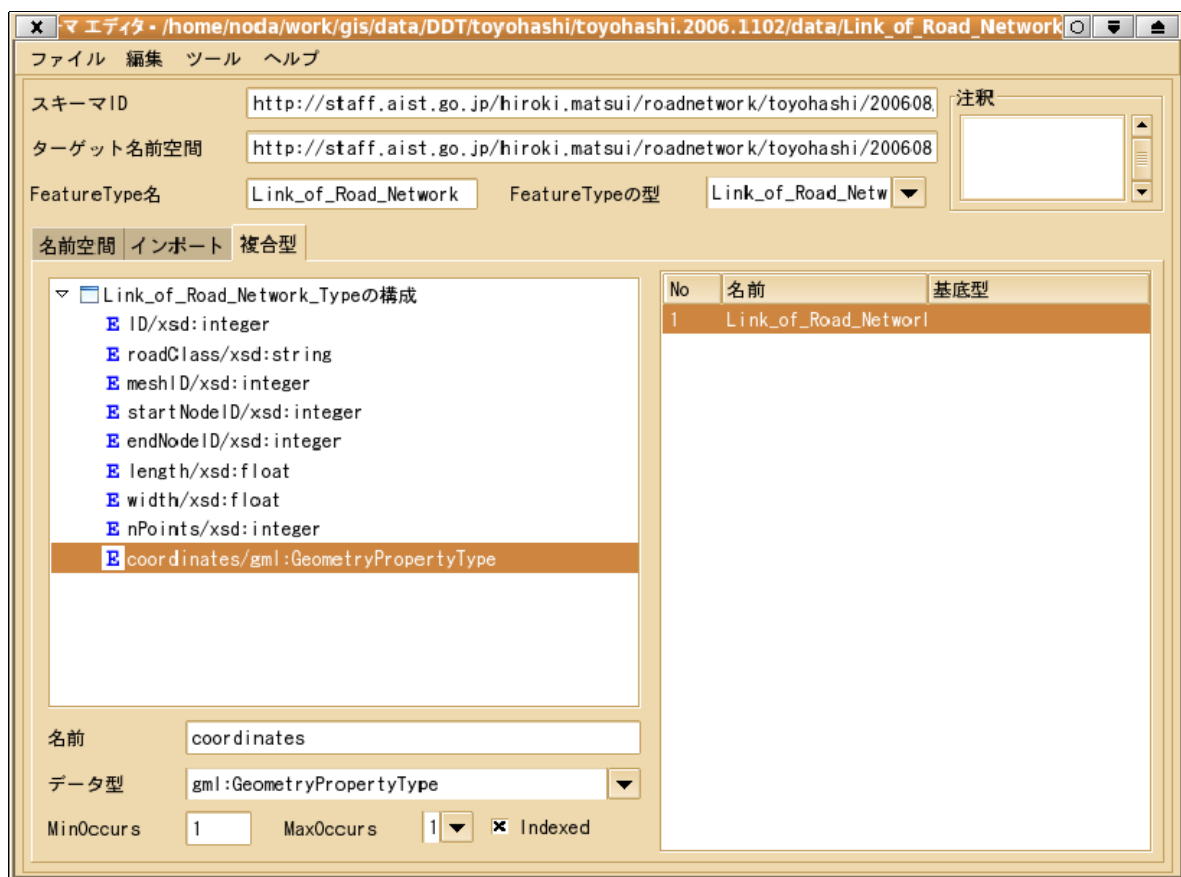 マ エディタ - /home/noda/work/gis/data/DDT/toyohashi/toyohashi.2006.1102/data/Link_of_Road_Network
ファイル 編集 ツール ヘルプ
スキーマID http://staff.aist.go.jp/hiroki.matsui/roadnetwork/toyohashi/200608 注釈
ターゲット名前空間 http://staff.aist.go.jp/hiroki.matsui/roadnetwork/toyohashi/200608
FeatureType名 Link_of_Road_Network FeatureTypeの型 Link_of_Road_Netw
名前空間 インポート 複合型
Link_of_Road_Network_Typeの構成
E ID/xsd:integer
E roadClass/xsd:string
E meshID/xsd:integer
E startNodeID/xsd:integer
E endNodeID/xsd:integer
E length/xsd:float
E width/xsd:float
E nPoints/xsd:integer
E coordinates/gml:GeometryPropertyType
No 名前 基底型
1 Link_of_Road_Networ
名前 coordinates
データ型 gml:GeometryPropertyType
MinOccurs 1 MaxOccurs 1 Indexed